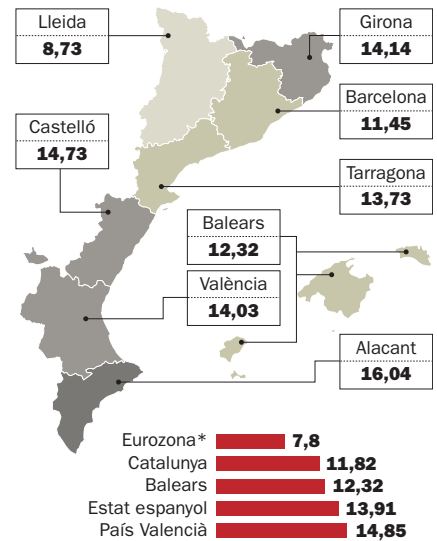 Lleida
8,73
Girona
14,14
Barcelona
11,45
Castelló
14,73
Tarragona
13,73
Balears
12,32
València
14,03
Alacant
16,04
Eurozona* 7,8
Catalunya 11,82
Balears 12,32
Estat espanyol 13,91
País Valencià 14,85